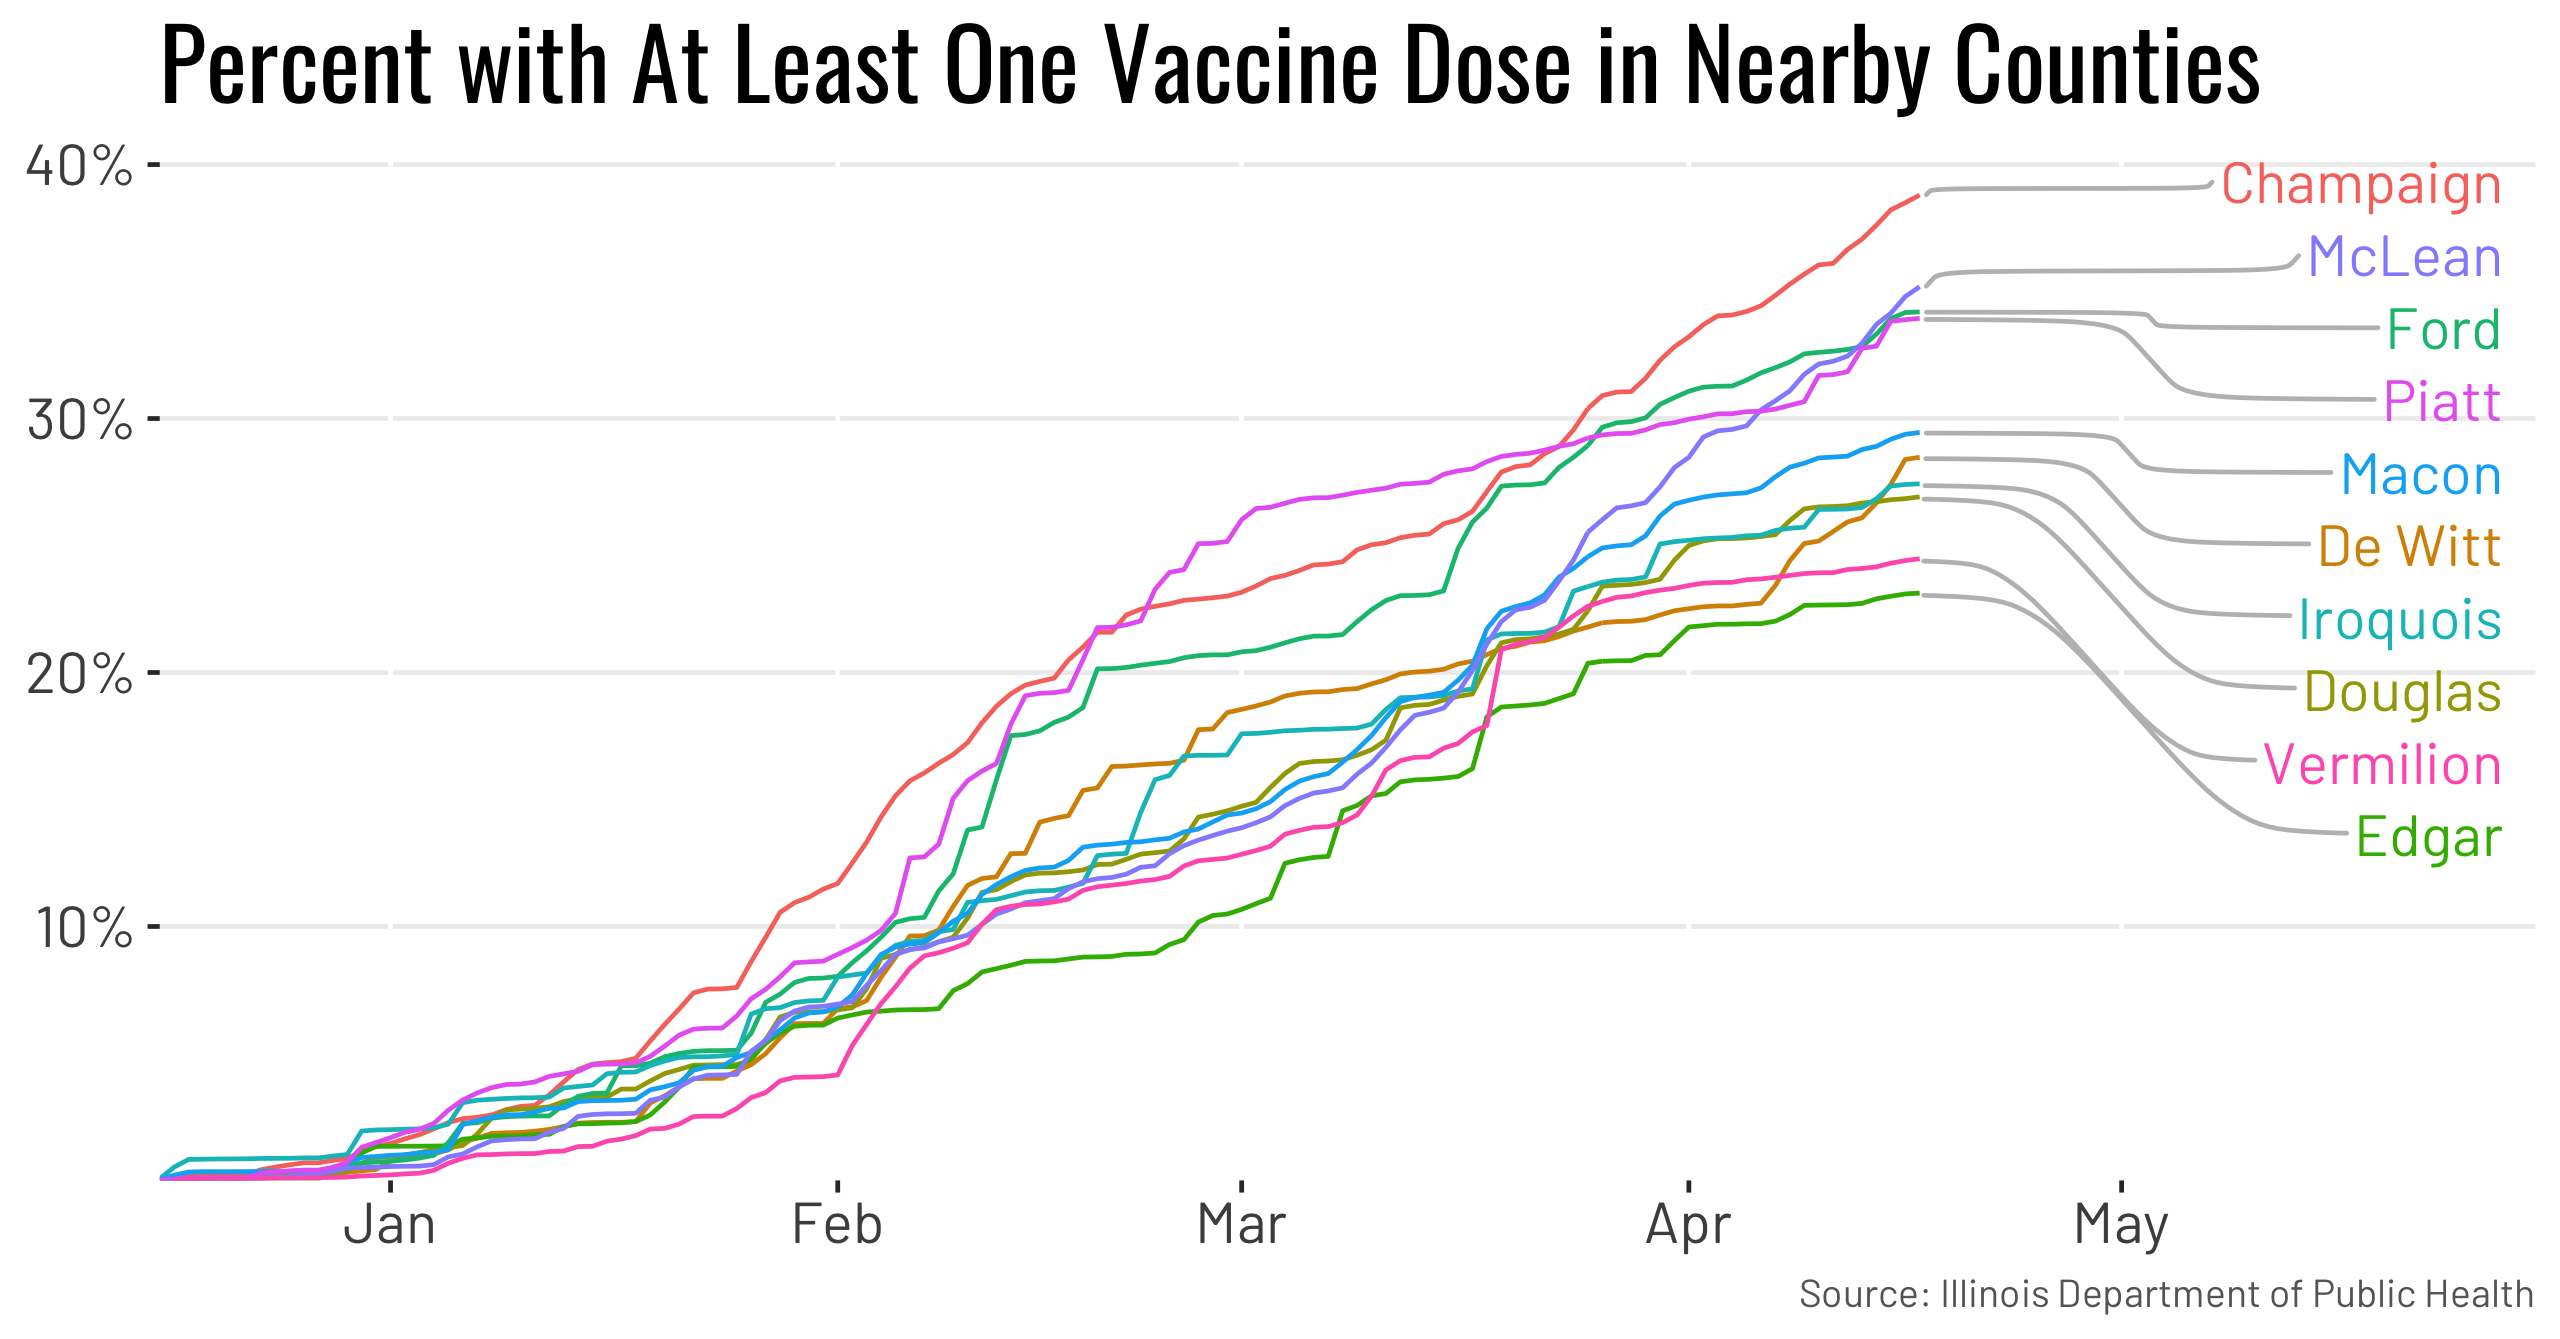 Percent with At Least One Vaccine Dose in Nearby Counties
40%
30%
20%
10%
Champaign
McLean
Ford
Piatt
Macon
De Witt
Iroquois
Douglas
Vermilion
Edgar
Jan Feb Mar Apr May
Source: Illinois Department of Public Health